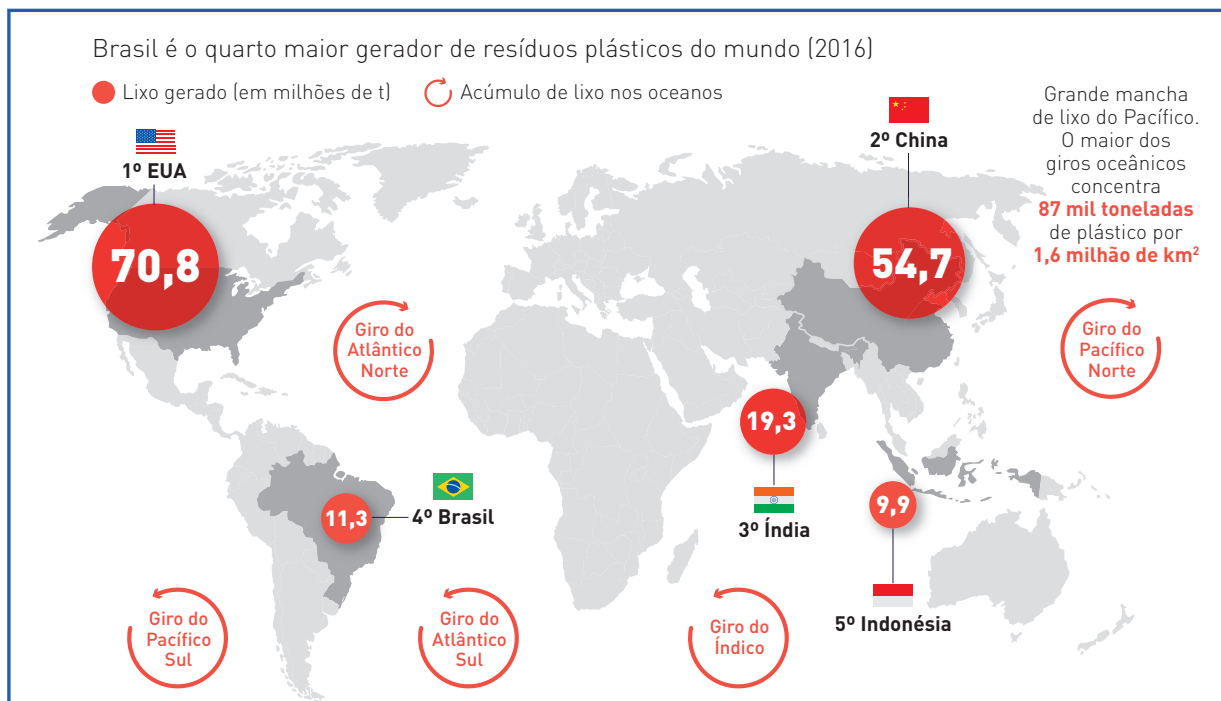 Brasil é o quarto maior gerador de resíduos plásticos do mundo (2016)
Lixo gerado (em milhões de t)
Acúmulo de lixo nos oceanos
1º EUA
70,8
2º China
54,7
Grande mancha
de lixo do Pacífico.
O maior dos
giros oceânicos
concentra
87 mil toneladas
de plástico por
1,6 milhão de km²
Giro do
Atlântico
Norte
Giro do
Pacífico
Norte
19,3
3º Índia
11,3
4º Brasil
9,9
5º Indonésia
Giro do
Pacífico
Sul
Giro do
Atlântico
Sul
Giro do
Índico